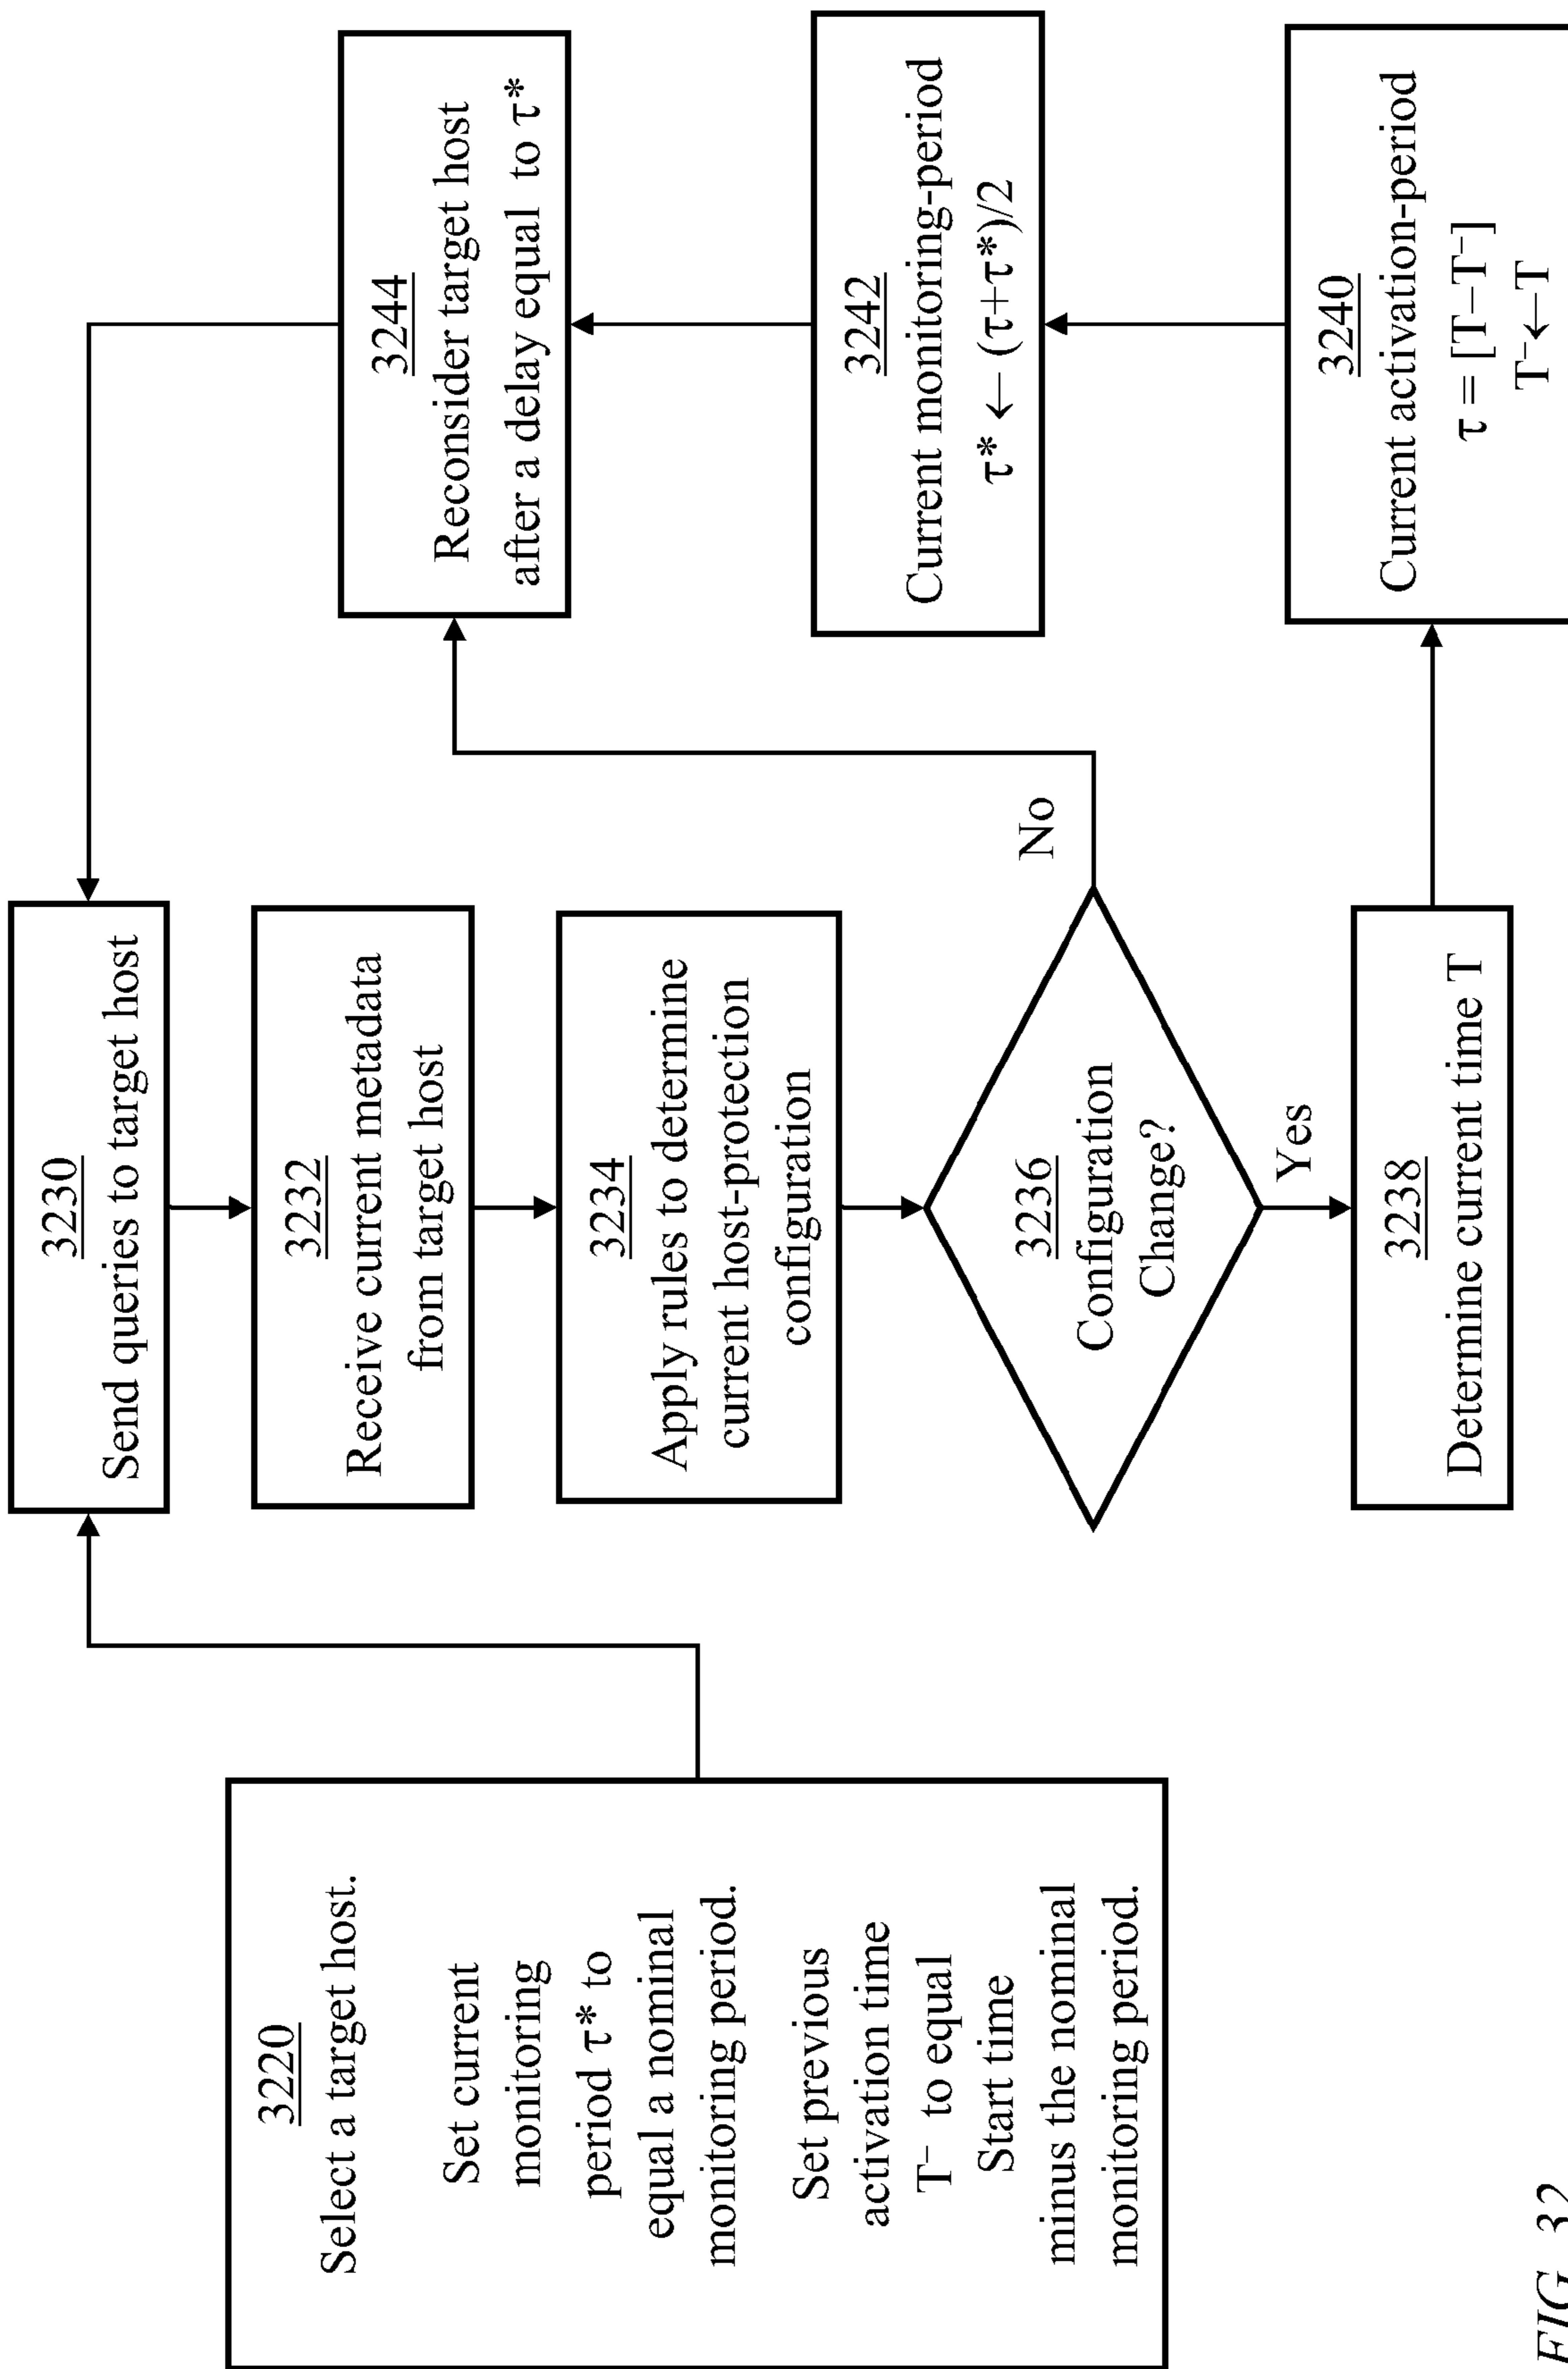 3220
Select a target host.
Set current
monitoring
period τ* to
equal a nominal
monitoring period.
Set previous
activation time
T⁻ to equal
Start time
minus the nominal
monitoring period.
3230
Send queries to target host
3232
Receive current metadata
from target host
3234
Apply rules to determine
current host-protection
configuration
3236
Configuration
Change?
No
Yes
3238
Determine current time T
3240
Current activation-period
τ = [T–T⁻]
T⁻←T
3242
Current monitoring-period
τ* ← (τ+τ*)/2
3244
Reconsider target host
after a delay equal to τ*
FIG. 32